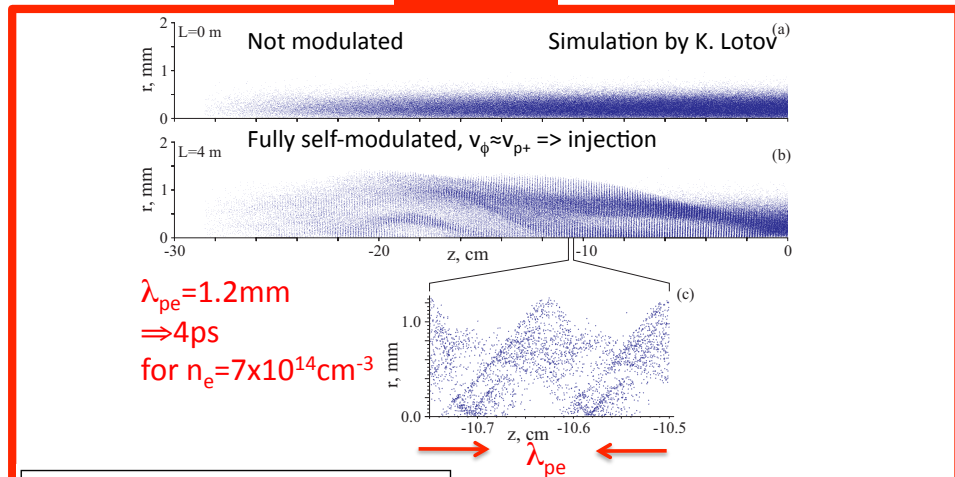 2
L=0 m
Not modulated
Simulation by K. Lotov
(a)
r, mm
1
0
Fully self-modulated, vϕ≈vp+ => injection
2
L=4 m
(b)
r, mm
1
0
-30
-20
z, cm
-10
0
λpe=1.2mm
⇒4ps
for ne=7x10¹⁴cm⁻³
(c)
1.0
r, mm
0.0
-10.7
z, cm
-10.6
-10.5
λpe